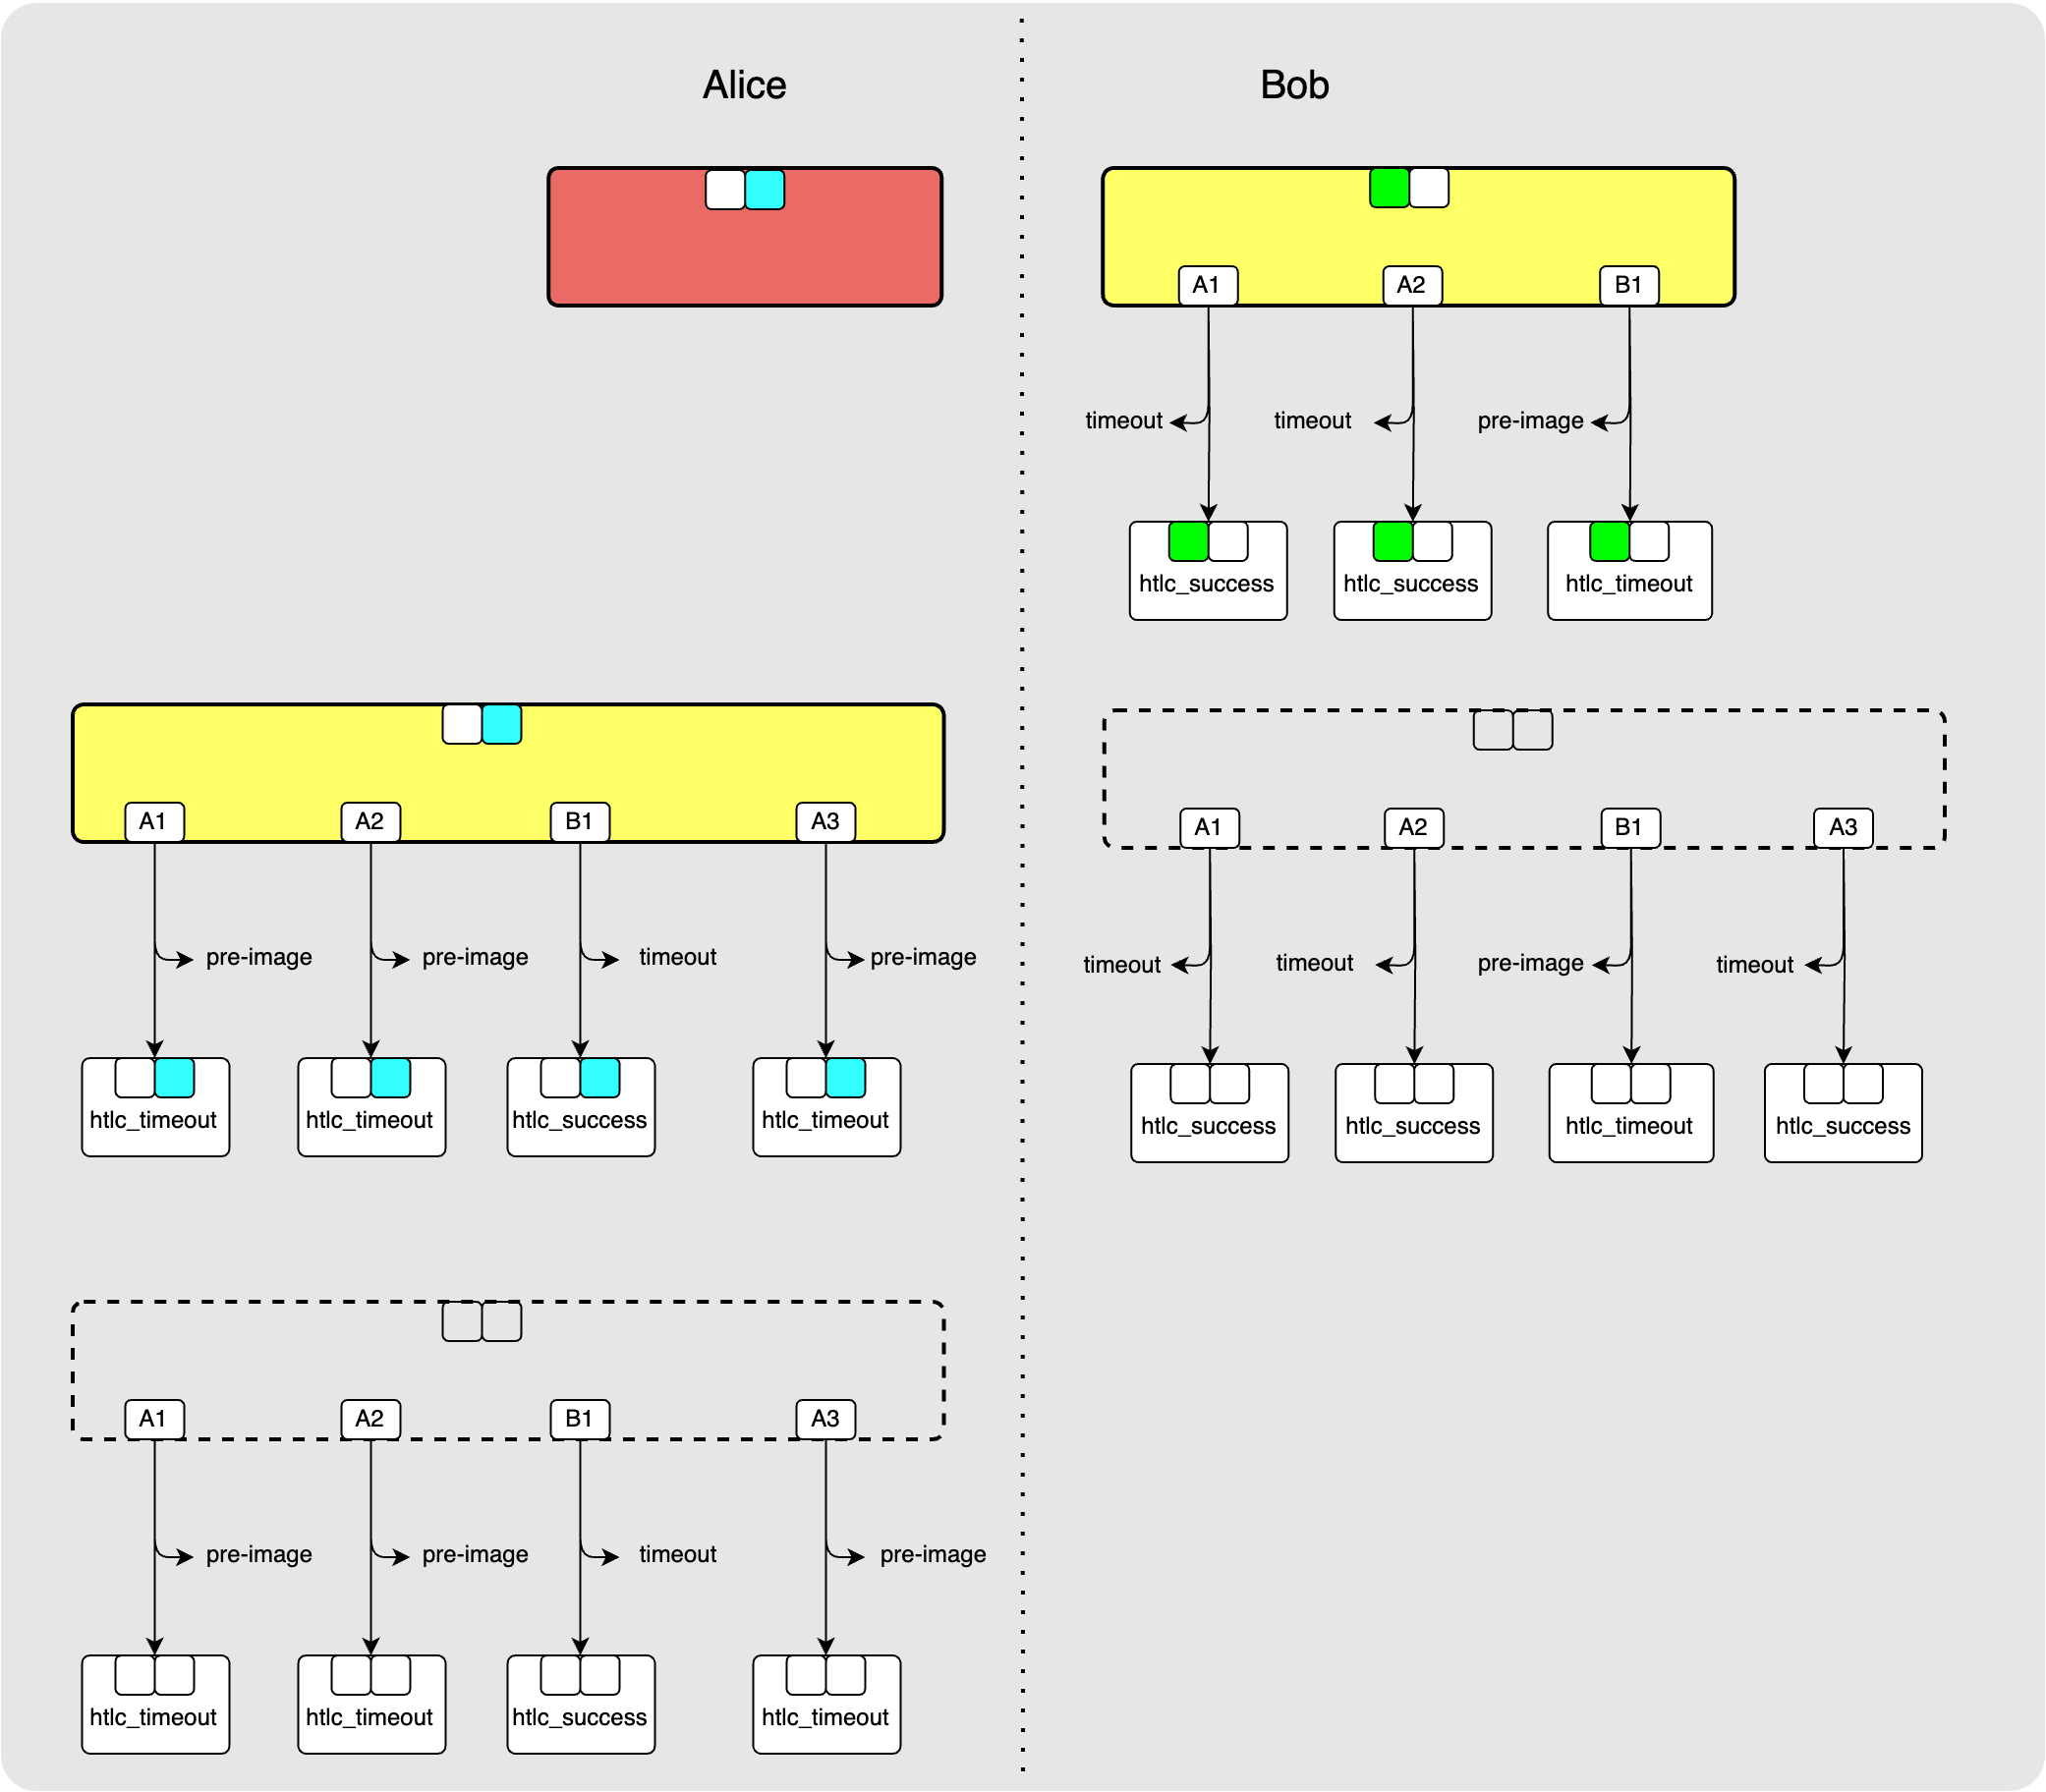 Alice
Bob
A1 A2 B1
timeout timeout pre-image
htlc_success htlc_success htlc_timeout
A1 A2 B1 A3
pre-image pre-image timeout pre-image
htlc_timeout htlc_timeout htlc_success htlc_timeout
A1 A2 B1 A3
timeout timeout pre-image timeout
htlc_success htlc_success htlc_timeout htlc_success
A1 A2 B1 A3
pre-image pre-image timeout pre-image
htlc_timeout htlc_timeout htlc_success htlc_timeout